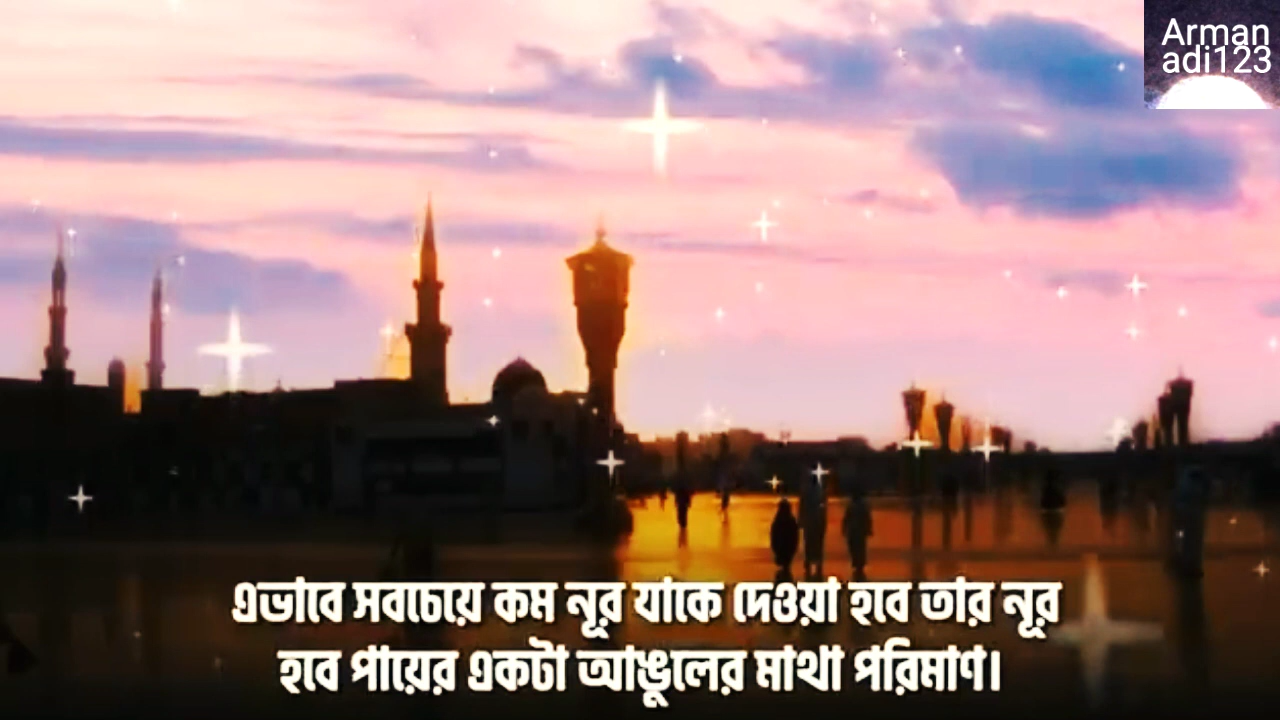 Arman
adi123
এভাবে সবচেয়ে কম নূর যাকে দেওয়া হবে তার নূর
হবে পায়ের একটা আঙুলের মাথা পরিমাণ।